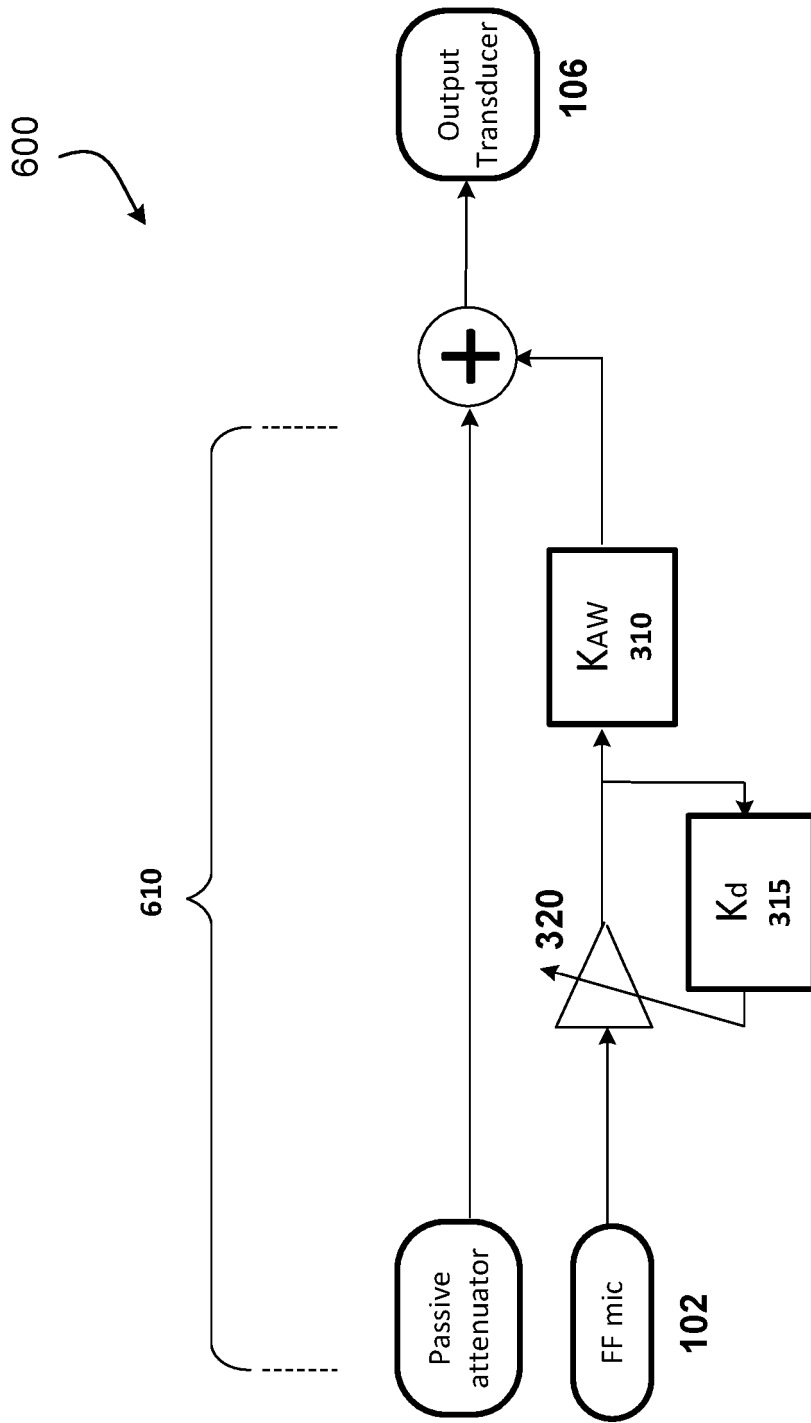 600
610
Passive
attenuator
FF mic
102
320
Kd
315
KAW
310
+
Output
Transducer
106